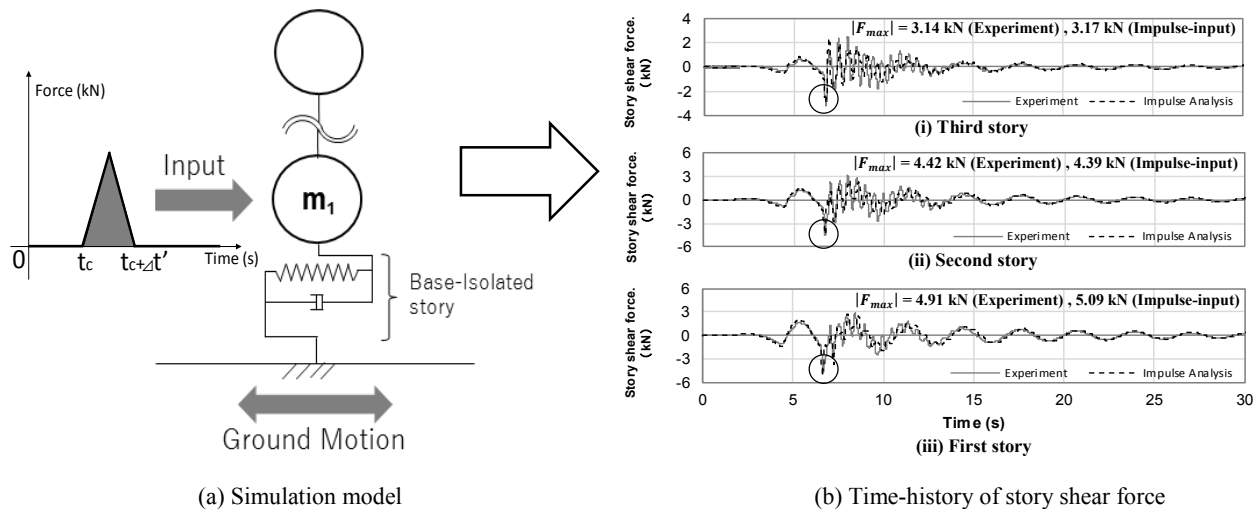 Force (kN)
Input
m₁
0
t_c
t_c+⊿t’
Time (s)
Base-Isolated
story
Ground Motion
(a) Simulation model
Story shear force.
(kN)
4
2
0
-2
-4
|F_max| = 3.14 kN (Experiment) , 3.17 kN (Impulse-input)
Experiment
Impulse Analysis
(i) Third story
Story shear force.
(kN)
6
3
0
-3
-6
|F_max| = 4.42 kN (Experiment) , 4.39 kN (Impulse-input)
Experiment
Impulse Analysis
(ii) Second story
Story shear force.
(kN)
6
3
0
-3
-6
|F_max| = 4.91 kN (Experiment) , 5.09 kN (Impulse-input)
Experiment
Impulse Analysis
0 5 10 15 20 25 30
Time (s)
(iii) First story
(b) Time-history of story shear force